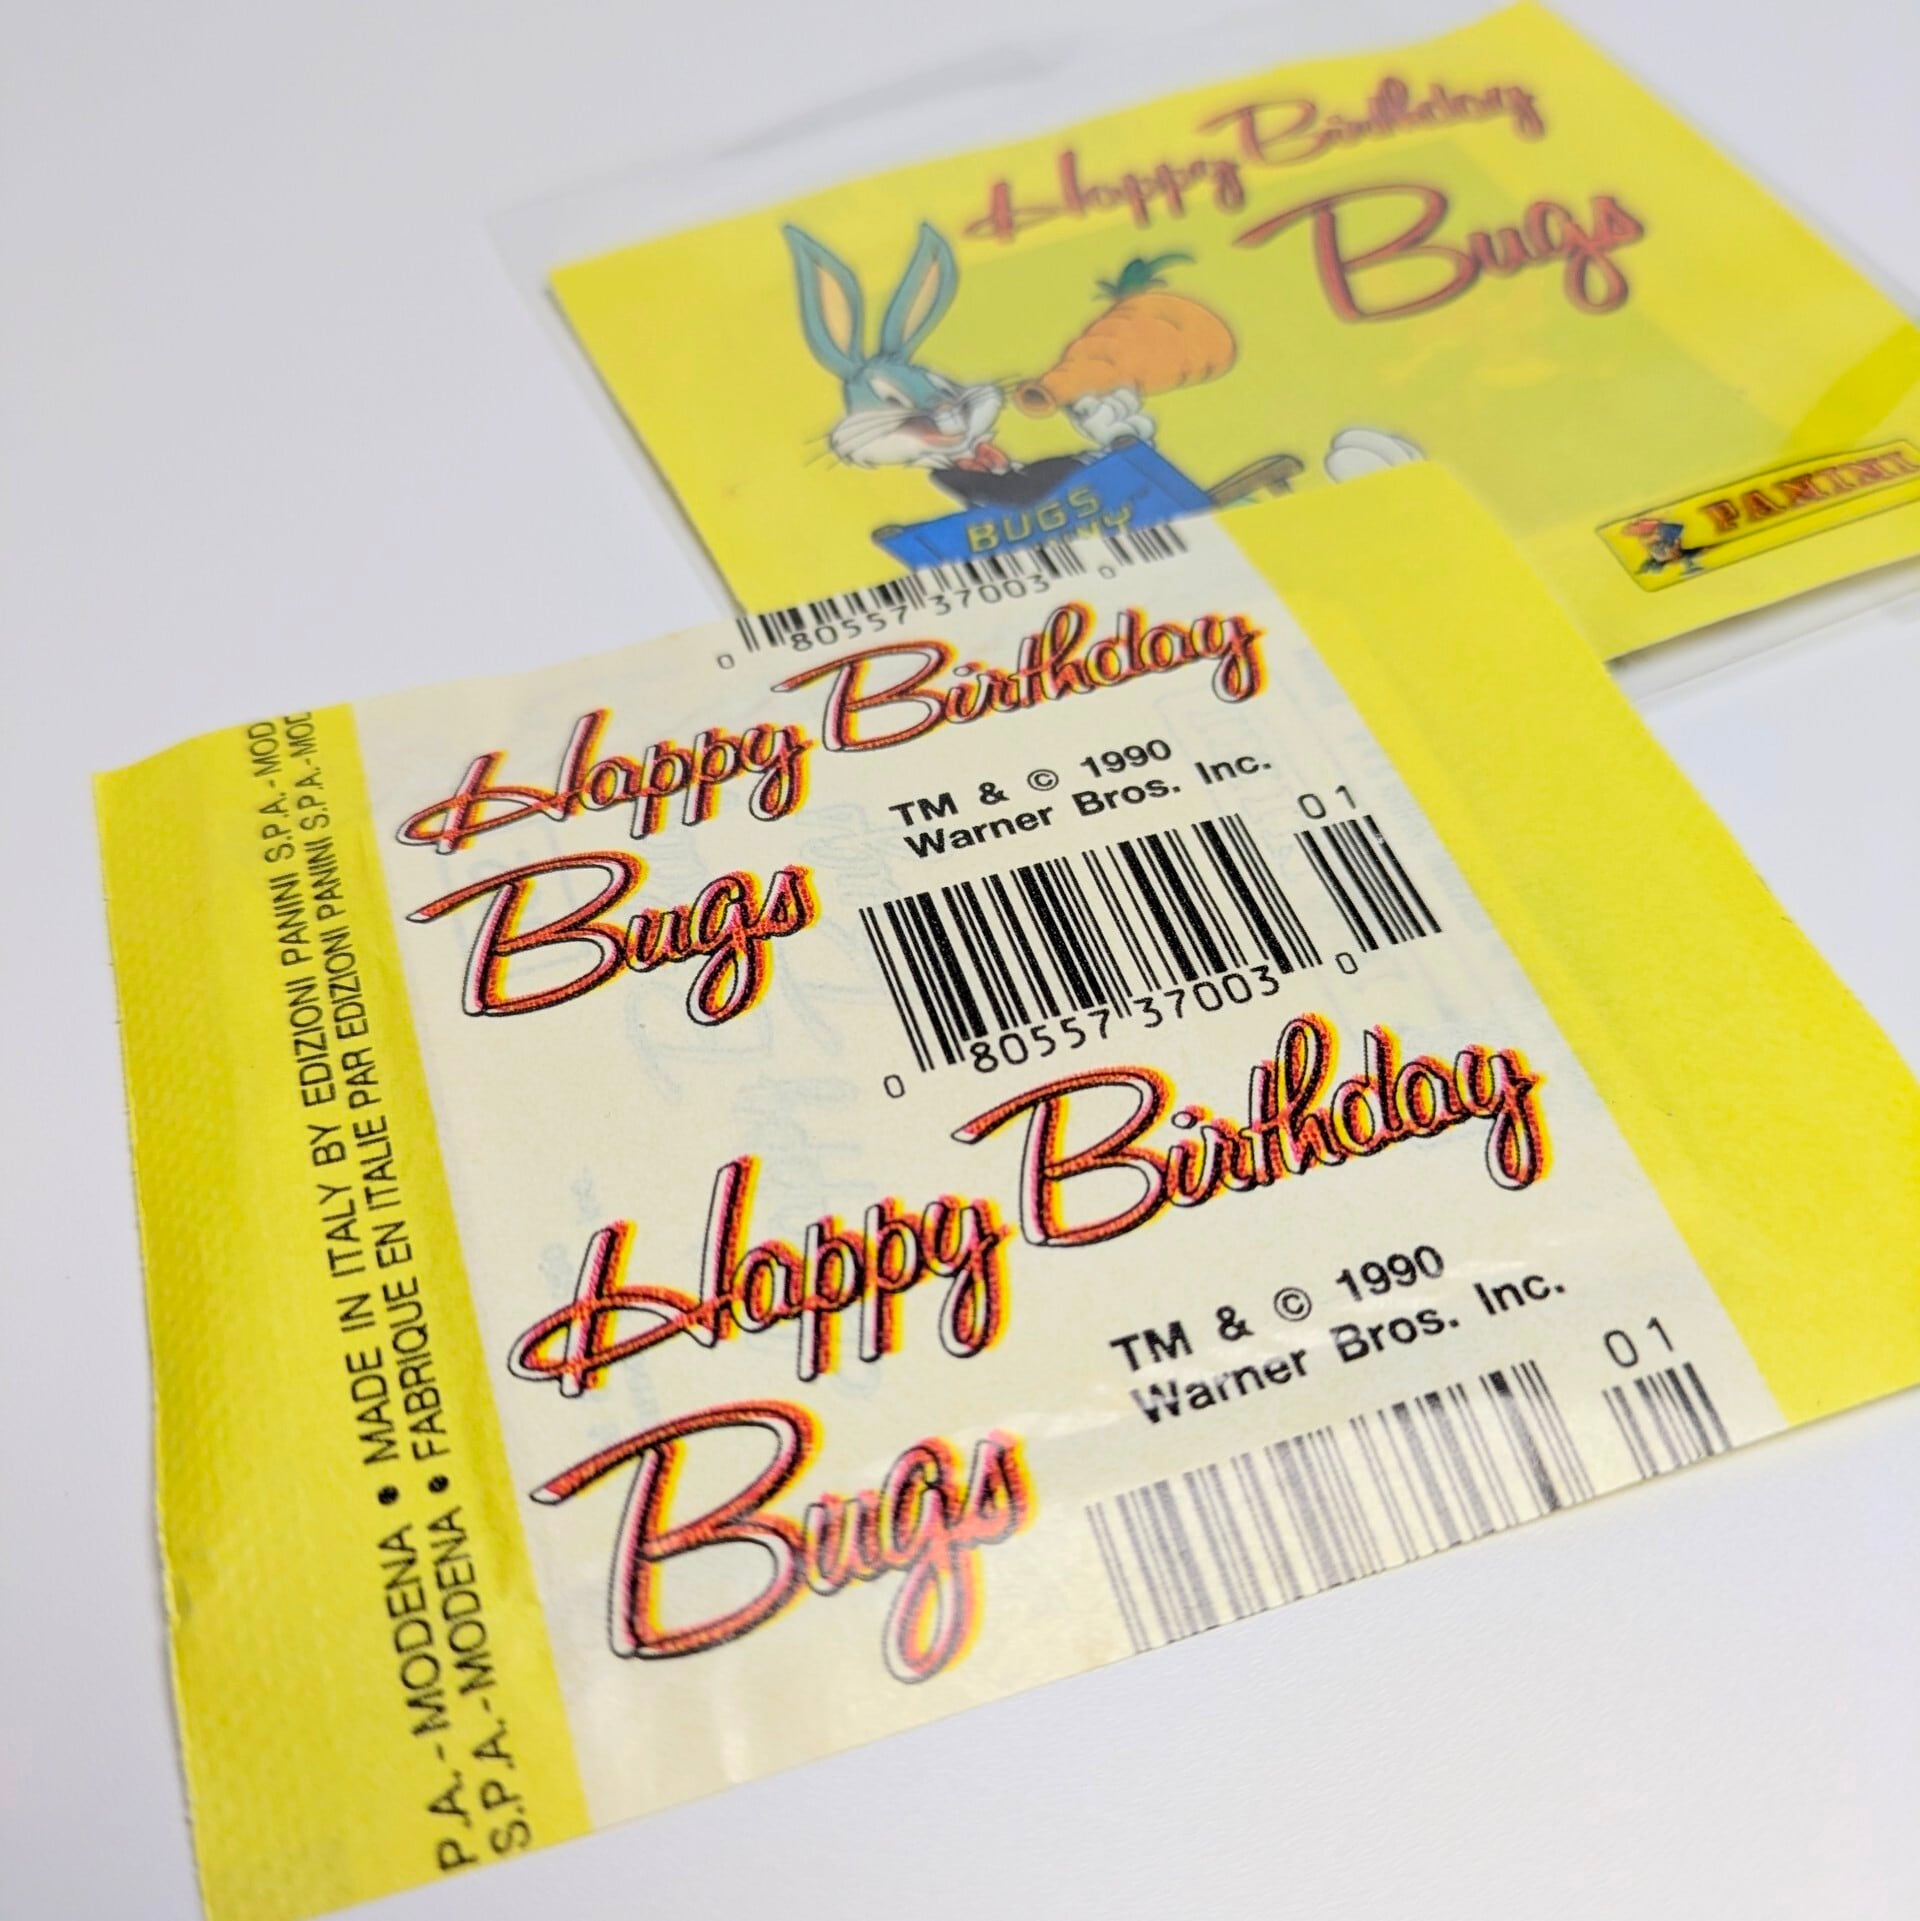 Happy Birthday
Bugs
BUGS
PANINI
0 80557 37003 0
Happy Birthday
Bugs
TM & © 1990
Warner Bros. Inc.
01
0 80557 37003 0
Happy Birthday
Bugs
TM & © 1990
Warner Bros. Inc.
01
P.A.-MODENA • MADE IN ITALY BY EDIZIONI PANINI S.P.A.-MOD
S.P.A.-MODENA • FABRIQUE EN ITALIE PAR EDIZIONI PANINI S.P.A.-MOD